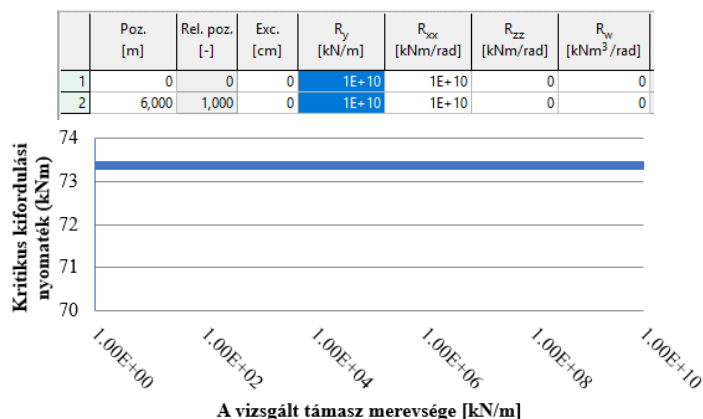 Poz. Rel. poz. Exc. Ry Rxx Rzz Rw
[m] [-] [cm] [kN/m] [kNm/rad] [kNm/rad] [kNm³/rad]
1 0 0 0 1E+10 1E+10 0 0
2 6,000 1,000 0 1E+10 1E+10 0 0
Kritikus kifordulási
nyomaték (kNm)
74
73
72
71
70
1.00E+00 1.00E+02 1.00E+04 1.00E+06 1.00E+08 1.00E+10
A vizsgált támasz merevsége [kN/m]